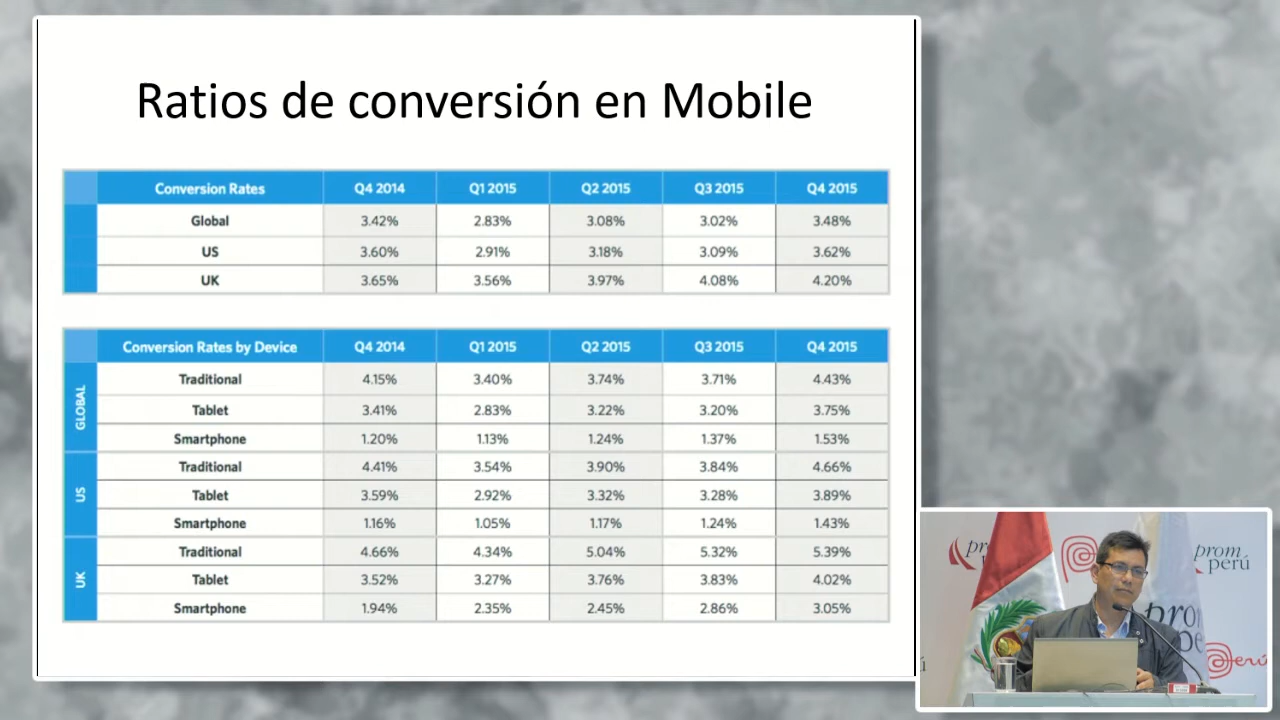 Ratios de conversión en Mobile
Conversion Rates Q4 2014 Q1 2015 Q2 2015 Q3 2015 Q4 2015
Global 3.42% 2.83% 3.08% 3.02% 3.48%
US 3.60% 2.91% 3.18% 3.09% 3.62%
UK 3.65% 3.56% 3.97% 4.08% 4.20%
Conversion Rates by Device Q4 2014 Q1 2015 Q2 2015 Q3 2015 Q4 2015
GLOBAL
Traditional 4.15% 3.40% 3.74% 3.71% 4.43%
Tablet 3.41% 2.83% 3.22% 3.20% 3.75%
Smartphone 1.20% 1.13% 1.24% 1.37% 1.53%
US
Traditional 4.41% 3.54% 3.90% 3.84% 4.66%
Tablet 3.59% 2.92% 3.32% 3.28% 3.89%
Smartphone 1.16% 1.05% 1.17% 1.24% 1.43%
UK
Traditional 4.66% 4.34% 5.04% 5.32% 5.39%
Tablet 3.52% 3.27% 3.76% 3.83% 4.02%
Smartphone 1.94% 2.35% 2.45% 2.86% 3.05%
prom
perú
Perú